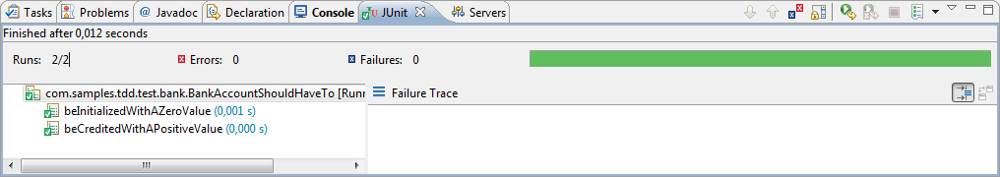 Tasks Problems @ Javadoc Declaration Console JUnit Servers
Finished after 0,012 seconds
Runs: 2/2 Errors: 0 Failures: 0
com.samples.tdd.test.bank.BankAccountShouldHaveTo [Runn
Failure Trace
beInitializedWithAZeroValue (0,001 s)
beCreditedWithAPositiveValue (0,000 s)